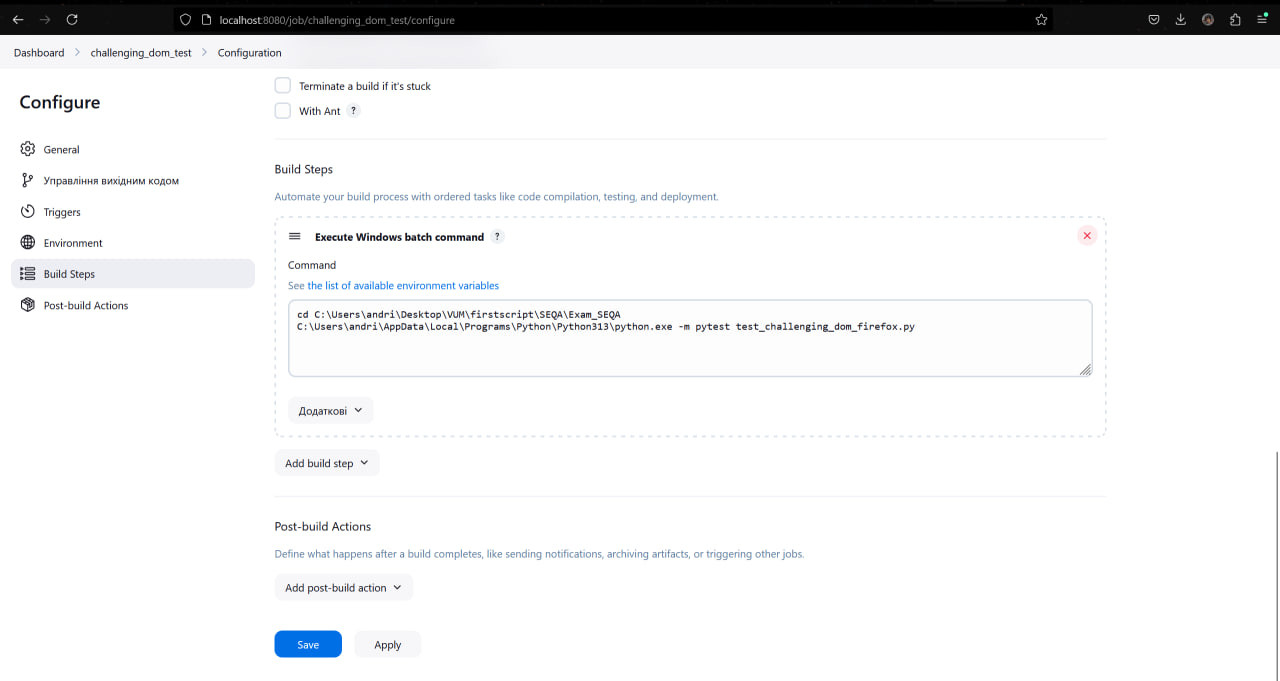 localhost:8080/job/challenging_dom_test/configure
Dashboard > challenging_dom_test > Configuration
Configure
General
Управління вихідним кодом
Triggers
Environment
Build Steps
Post-build Actions
Terminate a build if it's stuck
With Ant ?
Build Steps
Automate your build process with ordered tasks like code compilation, testing, and deployment.
Execute Windows batch command ?
Command
See the list of available environment variables
cd C:\Users\andri\Desktop\VUM\firstscript\SEQA\Exam_SEQA
C:\Users\andri\AppData\Local\Programs\Python\Python313\python.exe -m pytest test_challenging_dom_firefox.py
Додаткові
Add build step
Post-build Actions
Define what happens after a build completes, like sending notifications, archiving artifacts, or triggering other jobs.
Add post-build action
Save Apply